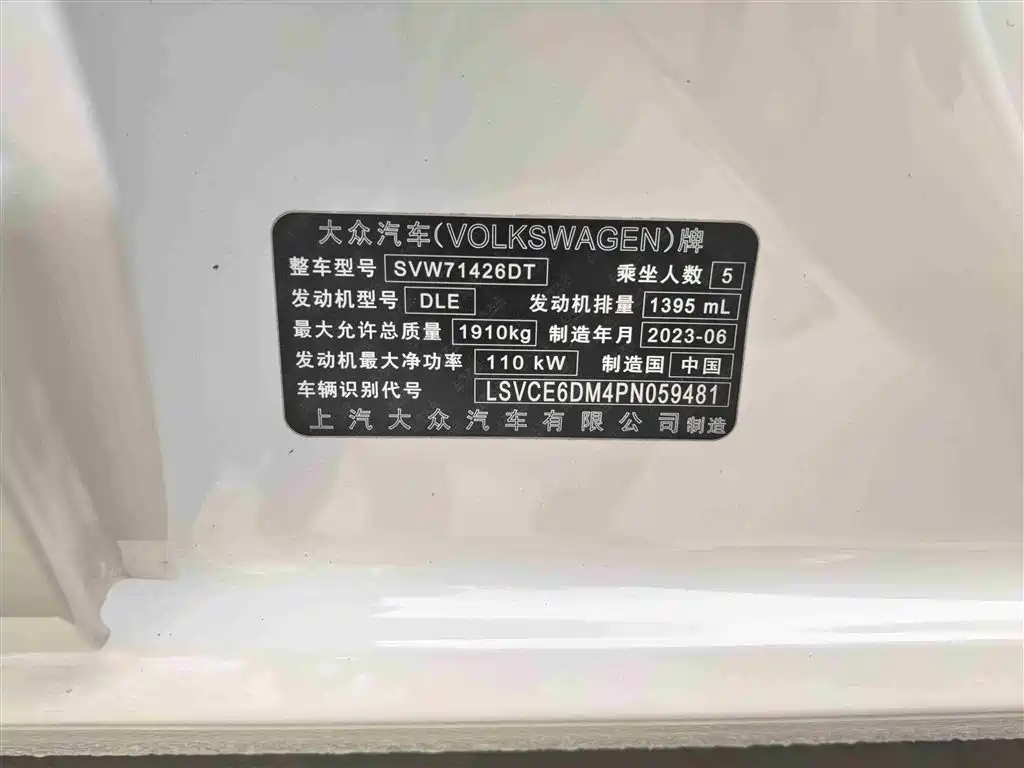 大众汽车(VOLKSWAGEN)牌
整车型号 SVW71426DT 乘坐人数 5
发动机型号 DLE 发动机排量 1395 mL
最大允许总质量 1910kg 制造年月 2023-06
发动机最大净功率 110 kW 制造国 中国
车辆识别代号 LSVCE6DM4PN059481
上汽大众汽车有限公司制造